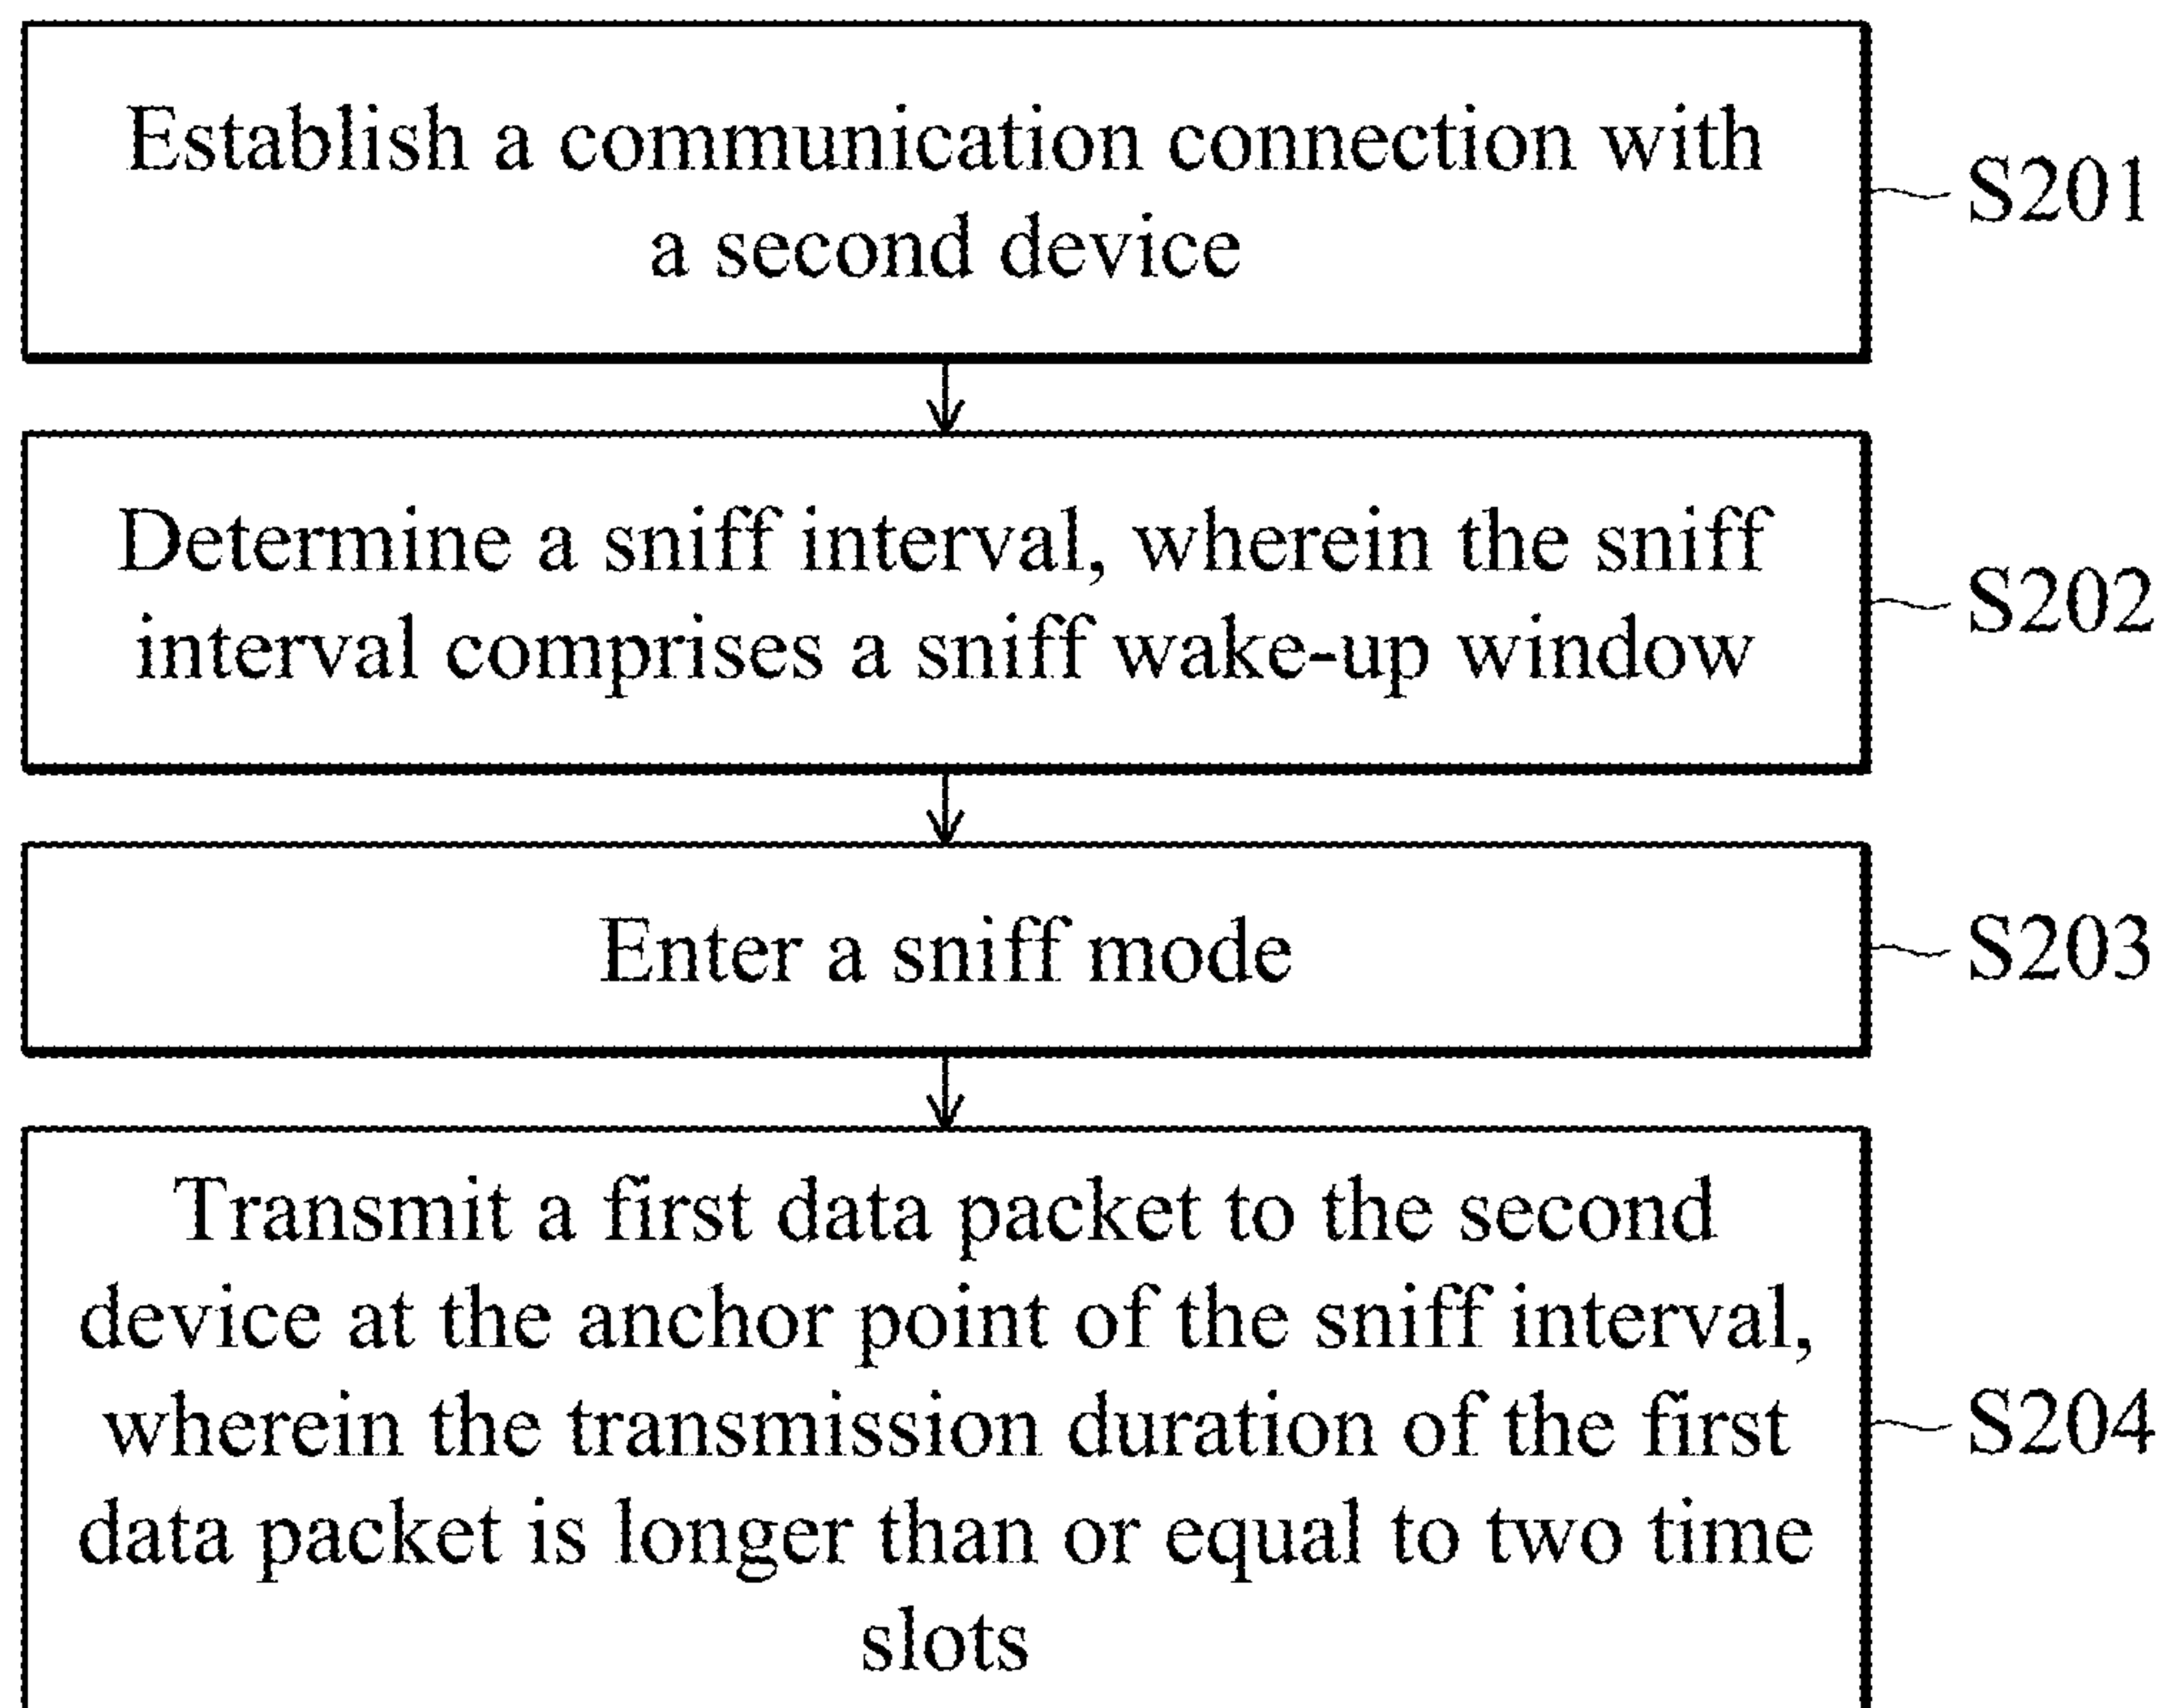 Establish a communication connection with
a second device
S201
Determine a sniff interval, wherein the sniff
interval comprises a sniff wake-up window
S202
Enter a sniff mode
S203
Transmit a first data packet to the second
device at the anchor point of the sniff interval,
wherein the transmission duration of the first
data packet is longer than or equal to two time
slots
S204